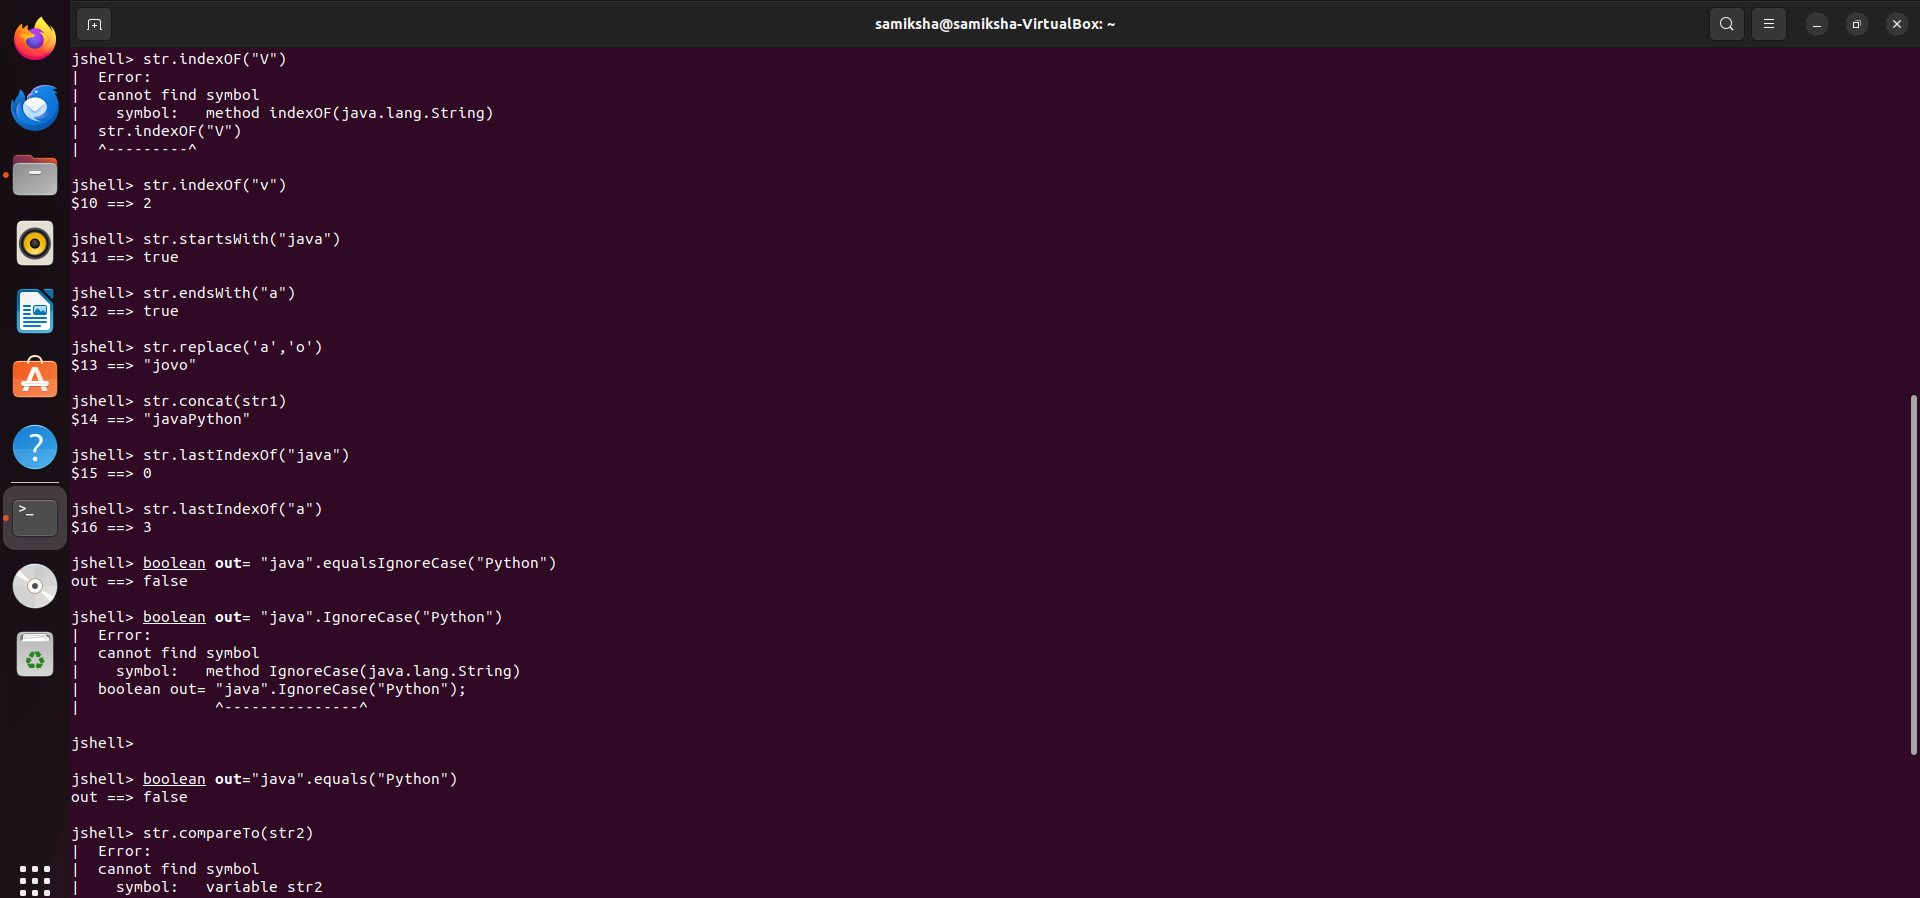 samiksha@samiksha-VirtualBox: ~
jshell> str.indexOF("V")
|  Error:
|  cannot find symbol
|    symbol:   method indexOF(java.lang.String)
|  str.indexOF("V")
|  ^---------^
jshell> str.indexOf("v")
$10 ==> 2
jshell> str.startsWith("java")
$11 ==> true
jshell> str.endsWith("a")
$12 ==> true
jshell> str.replace('a','o')
$13 ==> "jovo"
jshell> str.concat(str1)
$14 ==> "javaPython"
jshell> str.lastIndexOf("java")
$15 ==> 0
jshell> str.lastIndexOf("a")
$16 ==> 3
jshell> boolean out= "java".equalsIgnoreCase("Python")
out ==> false
jshell> boolean out= "java".IgnoreCase("Python")
|  Error:
|  cannot find symbol
|    symbol:   method IgnoreCase(java.lang.String)
|  boolean out= "java".IgnoreCase("Python");
|               ^---------------^
jshell>
jshell> boolean out="java".equals("Python")
out ==> false
jshell> str.compareTo(str2)
|  Error:
|  cannot find symbol
|    symbol:   variable str2